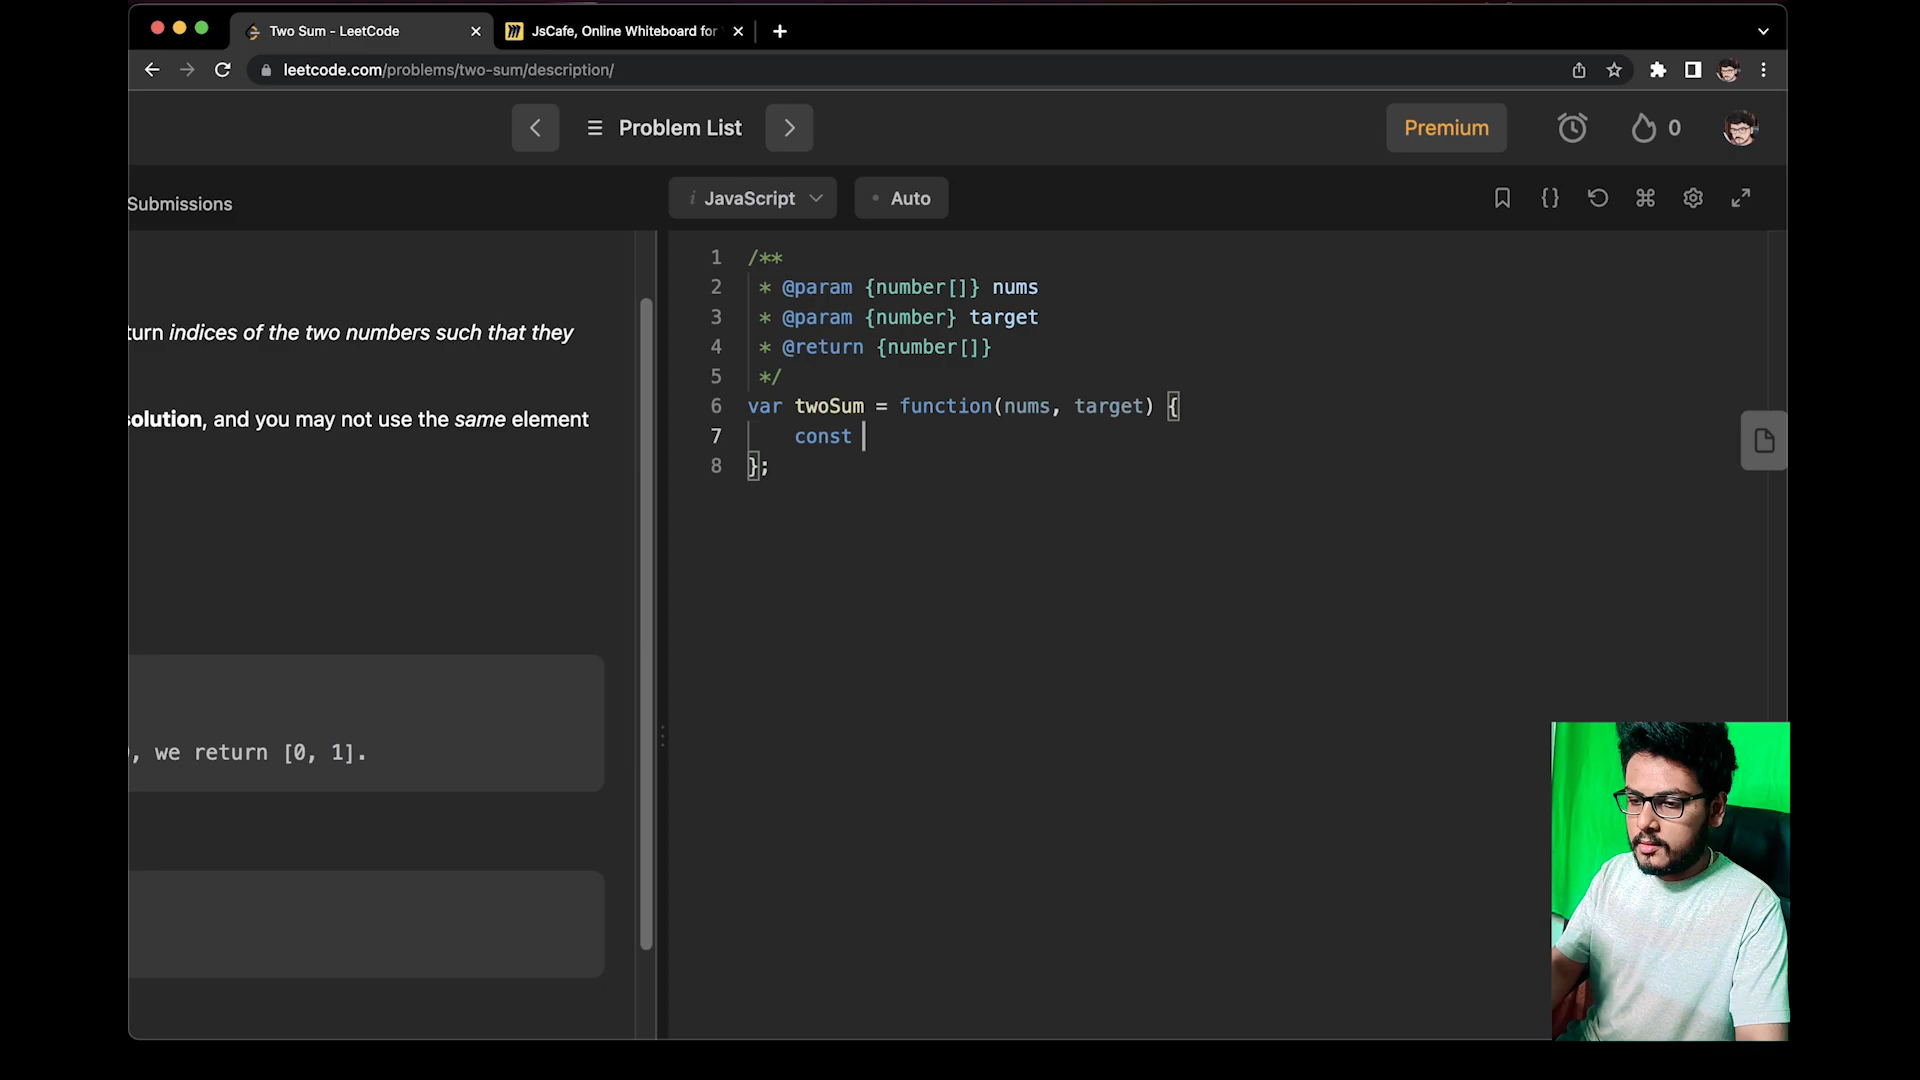 Two Sum - LeetCode
JsCafe, Online Whiteboard for
leetcode.com/problems/two-sum/description/
Problem List
Premium
0
Submissions
JavaScript
Auto
turn indices of the two numbers such that they
solution, and you may not use the same element
, we return [0, 1].
1 /**
2 * @param {number[]} nums
3 * @param {number} target
4 * @return {number[]}
5 */
6 var twoSum = function(nums, target) {
7 const
8 };